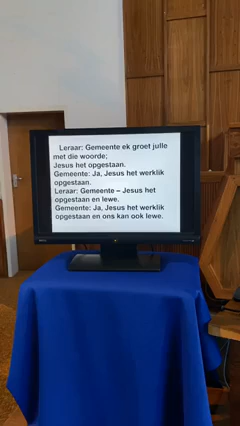 Leraar: Gemeente ek groet julle
met die woorde;
Jesus het opgestaan.
Gemeente: Ja, Jesus het werklik
opgestaan.
Leraar: Gemeente – Jesus het
opgestaan en lewe.
Gemeente: Ja, Jesus het werklik
opgestaan en ons kan ook lewe.